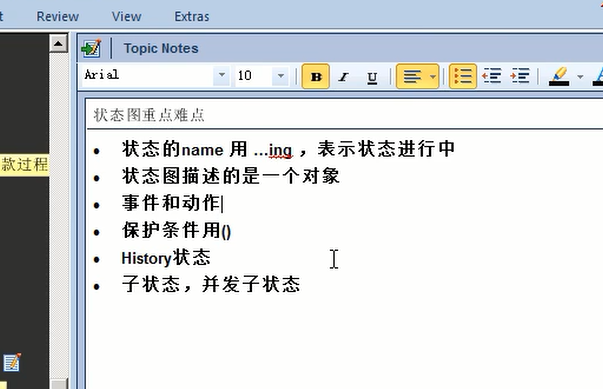 t Review View Extras
Topic Notes
Arial 10 B I U
状态图重点难点
• 状态的name 用 ...ing ，表示状态进行中
• 状态图描述的是一个对象
• 事件和动作
• 保护条件用()
• History状态
• 子状态，并发子状态
款过程